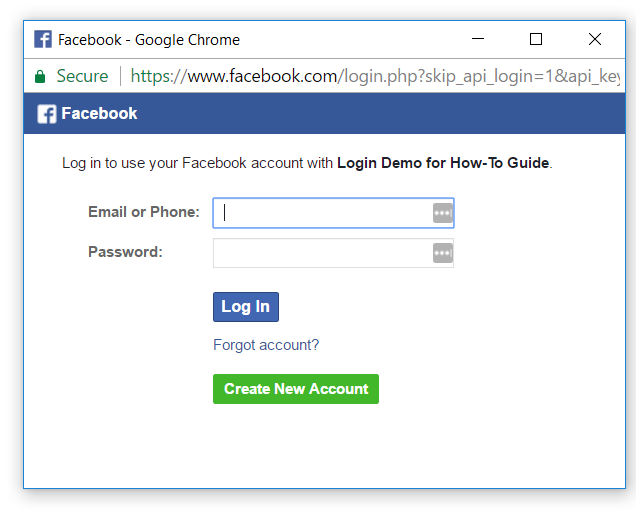 Facebook - Google Chrome
Secure https://www.facebook.com/login.php?skip_api_login=1&api_key
Facebook
Log in to use your Facebook account with Login Demo for How-To Guide.
Email or Phone:
Password:
Log In
Forgot account?
Create New Account